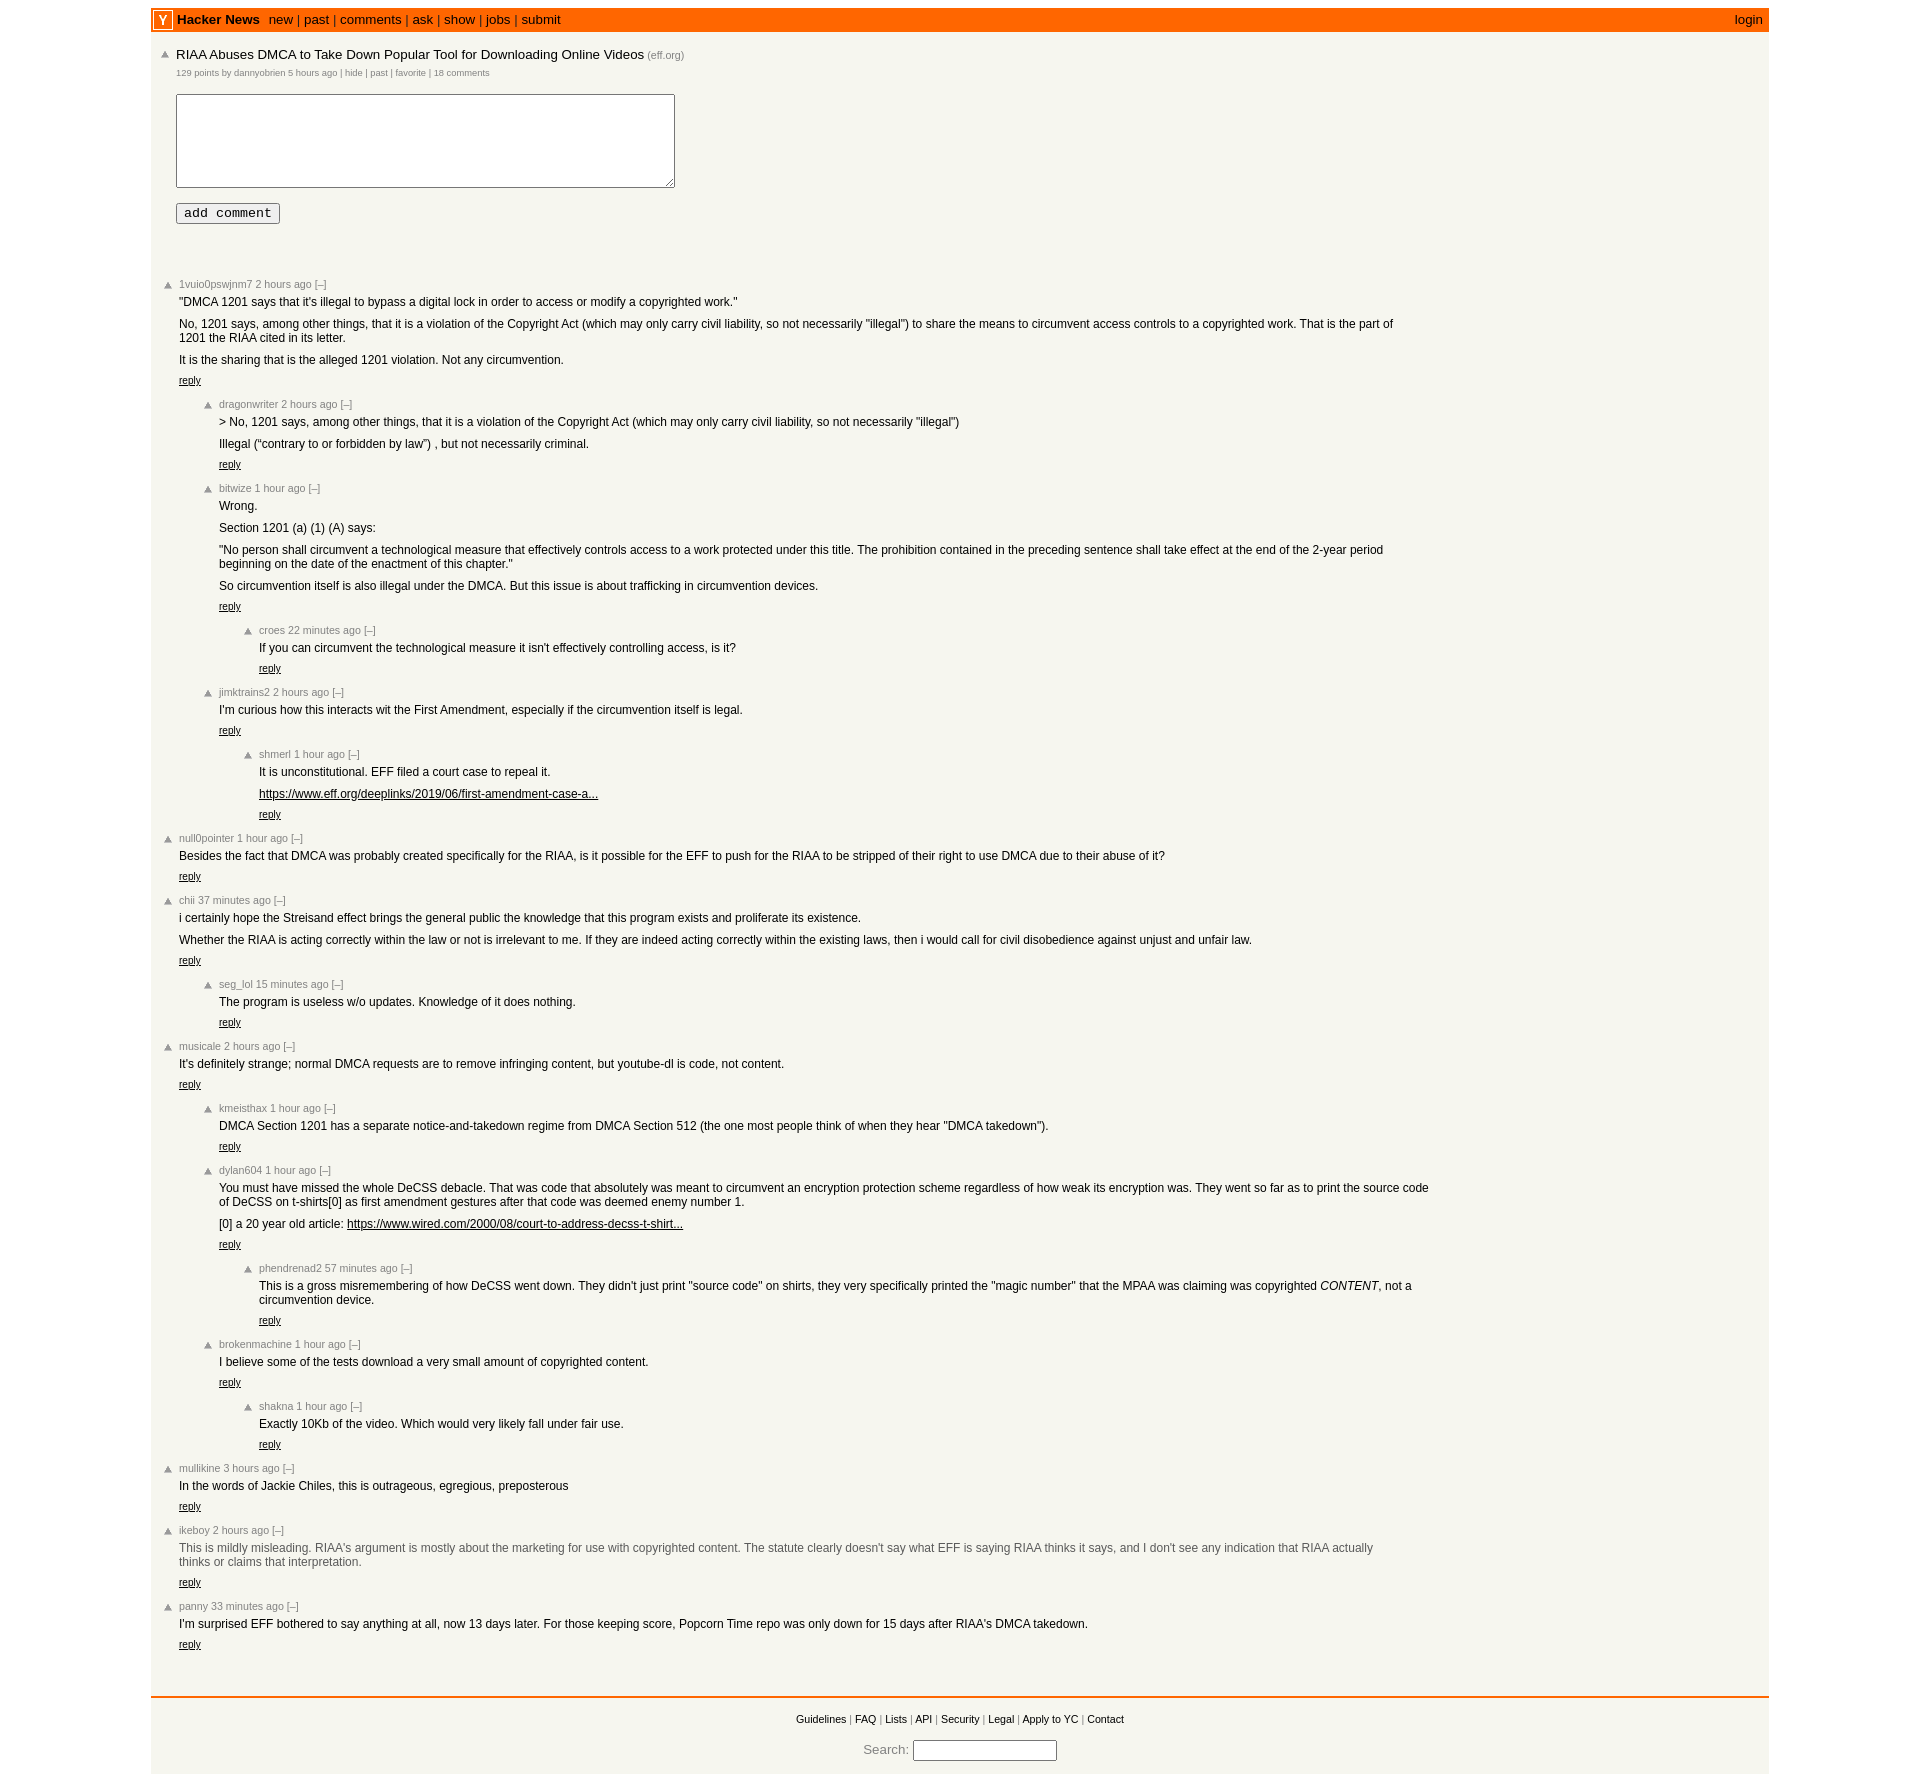 Y Hacker News new | past | comments | ask | show | jobs | submit login
RIAA Abuses DMCA to Take Down Popular Tool for Downloading Online Videos (eff.org)
129 points by dannyobrien 5 hours ago | hide | past | favorite | 18 comments
add comment
1vuio0pswjnm7 2 hours ago [–]
"DMCA 1201 says that it's illegal to bypass a digital lock in order to access or modify a copyrighted work."
No, 1201 says, among other things, that it is a violation of the Copyright Act (which may only carry civil liability, so not necessarily "illegal") to share the means to circumvent access controls to a copyrighted work. That is the part of
1201 the RIAA cited in its letter.
It is the sharing that is the alleged 1201 violation. Not any circumvention.
reply
dragonwriter 2 hours ago [–]
> No, 1201 says, among other things, that it is a violation of the Copyright Act (which may only carry civil liability, so not necessarily "illegal")
Illegal (“contrary to or forbidden by law”) , but not necessarily criminal.
reply
bitwize 1 hour ago [–]
Wrong.
Section 1201 (a) (1) (A) says:
"No person shall circumvent a technological measure that effectively controls access to a work protected under this title. The prohibition contained in the preceding sentence shall take effect at the end of the 2-year period
beginning on the date of the enactment of this chapter."
So circumvention itself is also illegal under the DMCA. But this issue is about trafficking in circumvention devices.
reply
croes 22 minutes ago [–]
If you can circumvent the technological measure it isn't effectively controlling access, is it?
reply
jimktrains2 2 hours ago [–]
I'm curious how this interacts wit the First Amendment, especially if the circumvention itself is legal.
reply
shmerl 1 hour ago [–]
It is unconstitutional. EFF filed a court case to repeal it.
https://www.eff.org/deeplinks/2019/06/first-amendment-case-a...
reply
null0pointer 1 hour ago [–]
Besides the fact that DMCA was probably created specifically for the RIAA, is it possible for the EFF to push for the RIAA to be stripped of their right to use DMCA due to their abuse of it?
reply
chii 37 minutes ago [–]
i certainly hope the Streisand effect brings the general public the knowledge that this program exists and proliferate its existence.
Whether the RIAA is acting correctly within the law or not is irrelevant to me. If they are indeed acting correctly within the existing laws, then i would call for civil disobedience against unjust and unfair law.
reply
seg_lol 15 minutes ago [–]
The program is useless w/o updates. Knowledge of it does nothing.
reply
musicale 2 hours ago [–]
It's definitely strange; normal DMCA requests are to remove infringing content, but youtube-dl is code, not content.
reply
kmeisthax 1 hour ago [–]
DMCA Section 1201 has a separate notice-and-takedown regime from DMCA Section 512 (the one most people think of when they hear "DMCA takedown").
reply
dylan604 1 hour ago [–]
You must have missed the whole DeCSS debacle. That was code that absolutely was meant to circumvent an encryption protection scheme regardless of how weak its encryption was. They went so far as to print the source code
of DeCSS on t-shirts[0] as first amendment gestures after that code was deemed enemy number 1.
[0] a 20 year old article: https://www.wired.com/2000/08/court-to-address-decss-t-shirt...
reply
phendrenad2 57 minutes ago [–]
This is a gross misremembering of how DeCSS went down. They didn't just print "source code" on shirts, they very specifically printed the "magic number" that the MPAA was claiming was copyrighted CONTENT, not a
circumvention device.
reply
brokenmachine 1 hour ago [–]
I believe some of the tests download a very small amount of copyrighted content.
reply
shakna 1 hour ago [–]
Exactly 10Kb of the video. Which would very likely fall under fair use.
reply
mullikine 3 hours ago [–]
In the words of Jackie Chiles, this is outrageous, egregious, preposterous
reply
ikeboy 2 hours ago [–]
This is mildly misleading. RIAA's argument is mostly about the marketing for use with copyrighted content. The statute clearly doesn't say what EFF is saying RIAA thinks it says, and I don't see any indication that RIAA actually
thinks or claims that interpretation.
reply
panny 33 minutes ago [–]
I'm surprised EFF bothered to say anything at all, now 13 days later. For those keeping score, Popcorn Time repo was only down for 15 days after RIAA's DMCA takedown.
reply
Guidelines | FAQ | Lists | API | Security | Legal | Apply to YC | Contact
Search: